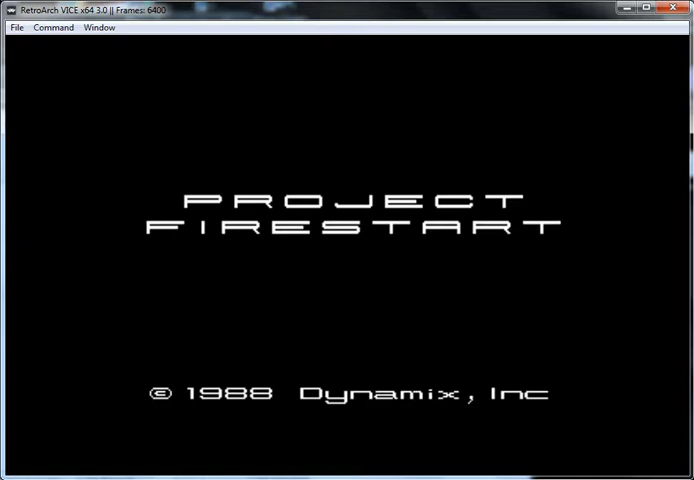 RetroArch VICE x64 3.0 || Frames: 6400
File Command Window
PROJECT
FIRESTART
© 1988 Dynamix, Inc